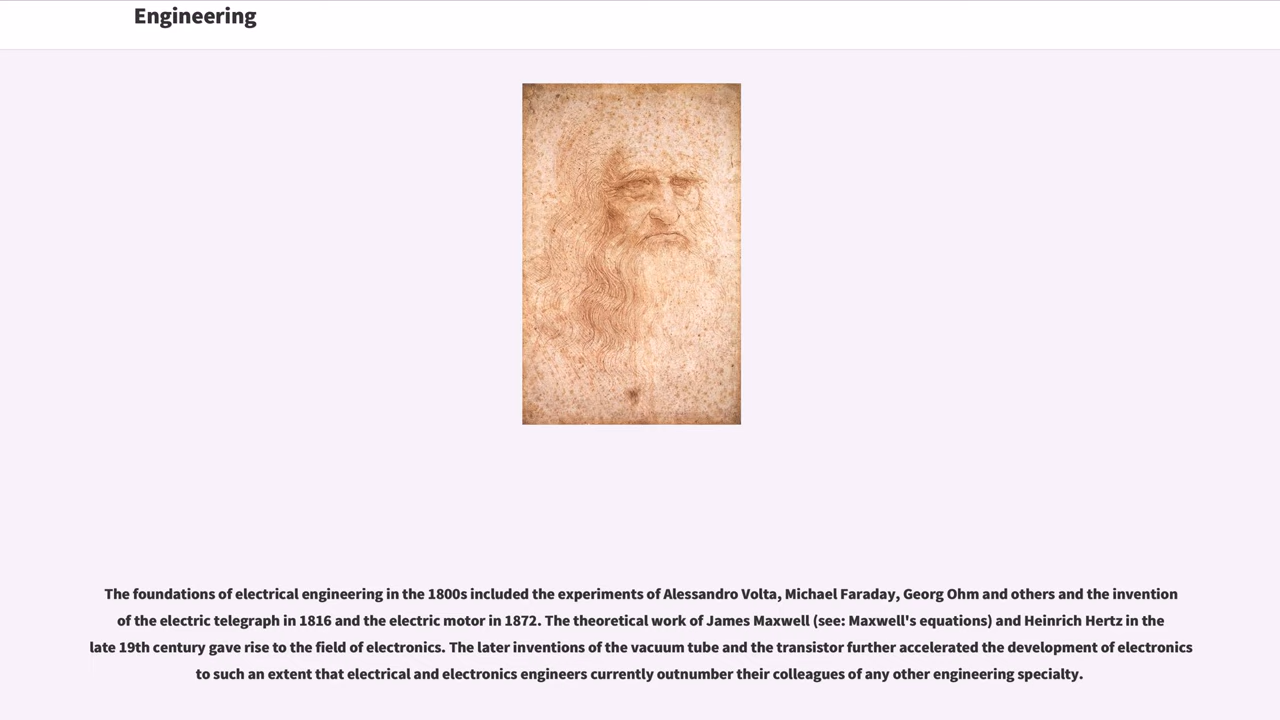 Engineering
The foundations of electrical engineering in the 1800s included the experiments of Alessandro Volta, Michael Faraday, Georg Ohm and others and the invention
of the electric telegraph in 1816 and the electric motor in 1872. The theoretical work of James Maxwell (see: Maxwell's equations) and Heinrich Hertz in the
late 19th century gave rise to the field of electronics. The later inventions of the vacuum tube and the transistor further accelerated the development of electronics
to such an extent that electrical and electronics engineers currently outnumber their colleagues of any other engineering specialty.